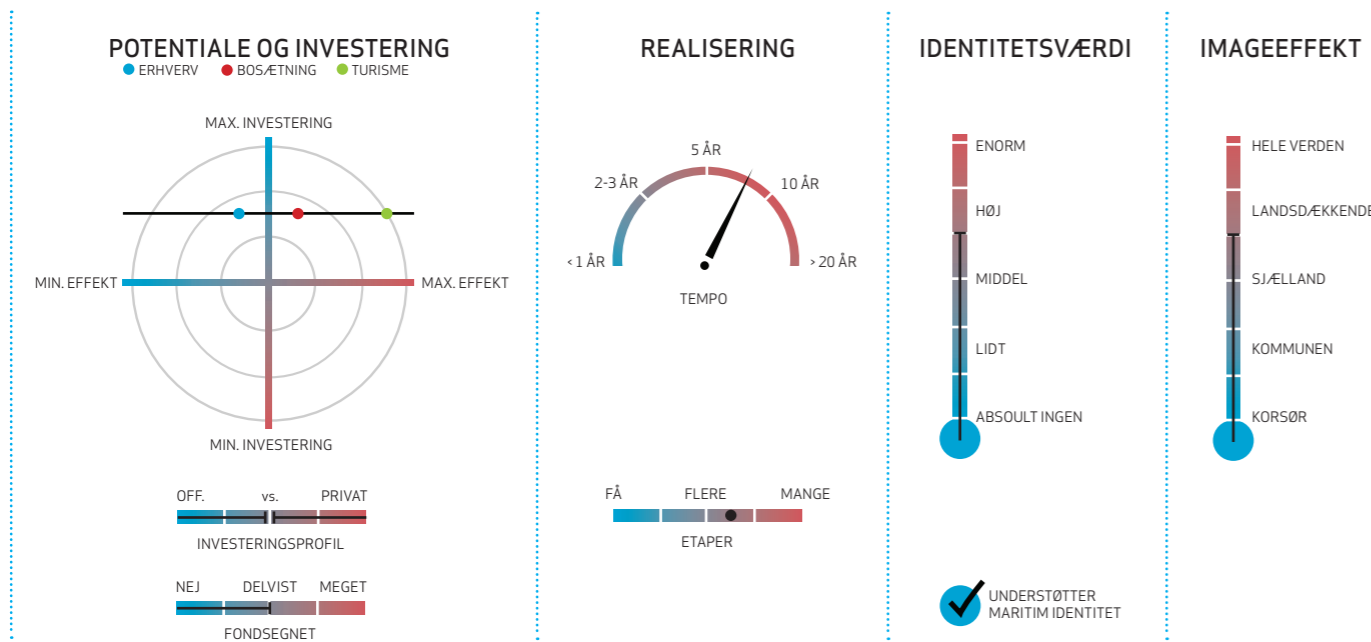 POTENTIALE OG INVESTERING
ERHVERV BOSÆTNING TURISME
MAX. INVESTERING
MIN. EFFEKT
MAX. EFFEKT
MIN. INVESTERING
OFF. vs. PRIVAT
INVESTERINGSPROFIL
NEJ DELVIST MEGET
FONDSEGNET
REALISERING
5 ÅR
2-3 ÅR
10 ÅR
<1 ÅR
>20 ÅR
TEMPO
FÅ FLERE MANGE
ETAPER
IDENTITETSVÆRDI
ENORM
HØJ
MIDDEL
LIDT
ABSOULT INGEN
UNDERSTØTTER
MARITIM IDENTITET
IMAGEEFFEKT
HELE VERDEN
LANDSDÆKKENDE
SJÆLLAND
KOMMUNEN
KORSØR